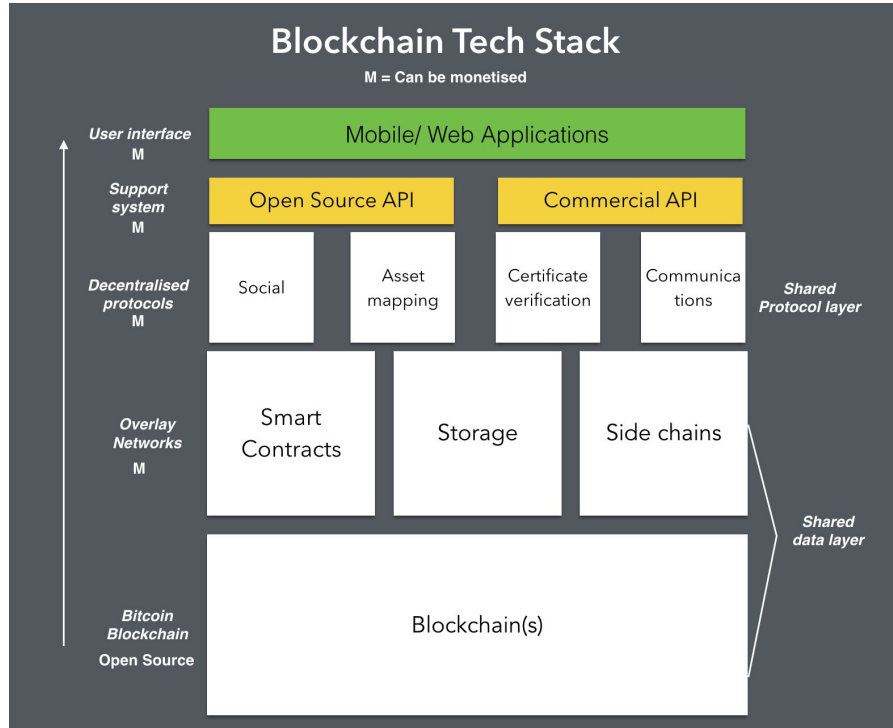 Blockchain Tech Stack
M = Can be monetised
User interface
M
Mobile/ Web Applications
Support
system
M
Open Source API
Commercial API
Decentralised
protocols
M
Social
Asset
mapping
Certificate
verification
Communica
tions
Shared
Protocol layer
Overlay
Networks
M
Smart
Contracts
Storage
Side chains
Shared
data layer
Bitcoin
Blockchain
Open Source
Blockchain(s)